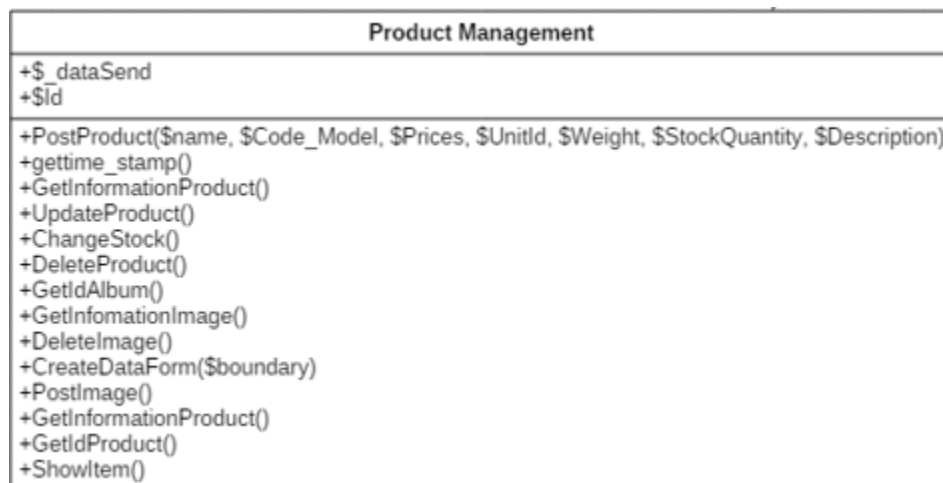 Product Management
+$_dataSend
+$Id
+PostProduct($name, $Code_Model, $Prices, $UnitId, $Weight, $StockQuantity, $Description)
+gettime_stamp()
+GetInformationProduct()
+UpdateProduct()
+ChangeStock()
+DeleteProduct()
+GetIdAlbum()
+GetInfomationImage()
+DeleteImage()
+CreateDataForm($boundary)
+PostImage()
+GetInformationProduct()
+GetIdProduct()
+ShowItem()